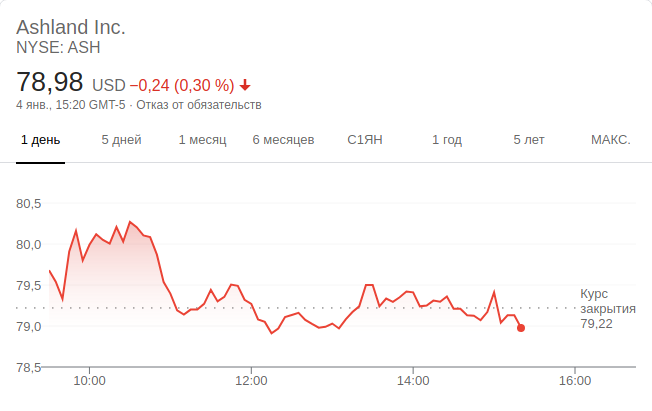 Ashland Inc.
NYSE: ASH
78,98 USD −0,24 (0,30 %)
4 янв., 15:20 GMT-5 · Отказ от обязательств
1 день 5 дней 1 месяц 6 месяцев С1ЯН 1 год 5 лет МАКС.
80,5
80,0
79,5
Курс
закрытия
79,22
79,0
78,5
10:00 12:00 14:00 16:00